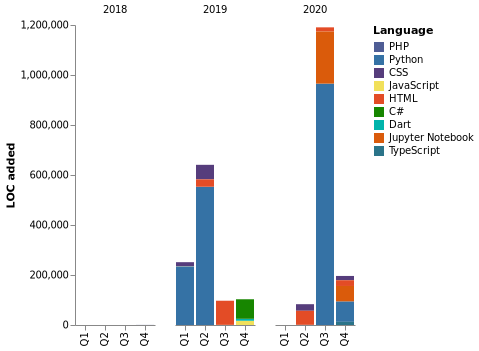 2018
2019
2020
Language
PHP
Python
CSS
JavaScript
HTML
C#
Dart
Jupyter Notebook
TypeScript
LOC added
1,200,000
1,000,000
800,000
600,000
400,000
200,000
0
Q1
Q2
Q3
Q4
Q1
Q2
Q3
Q4
Q1
Q2
Q3
Q4